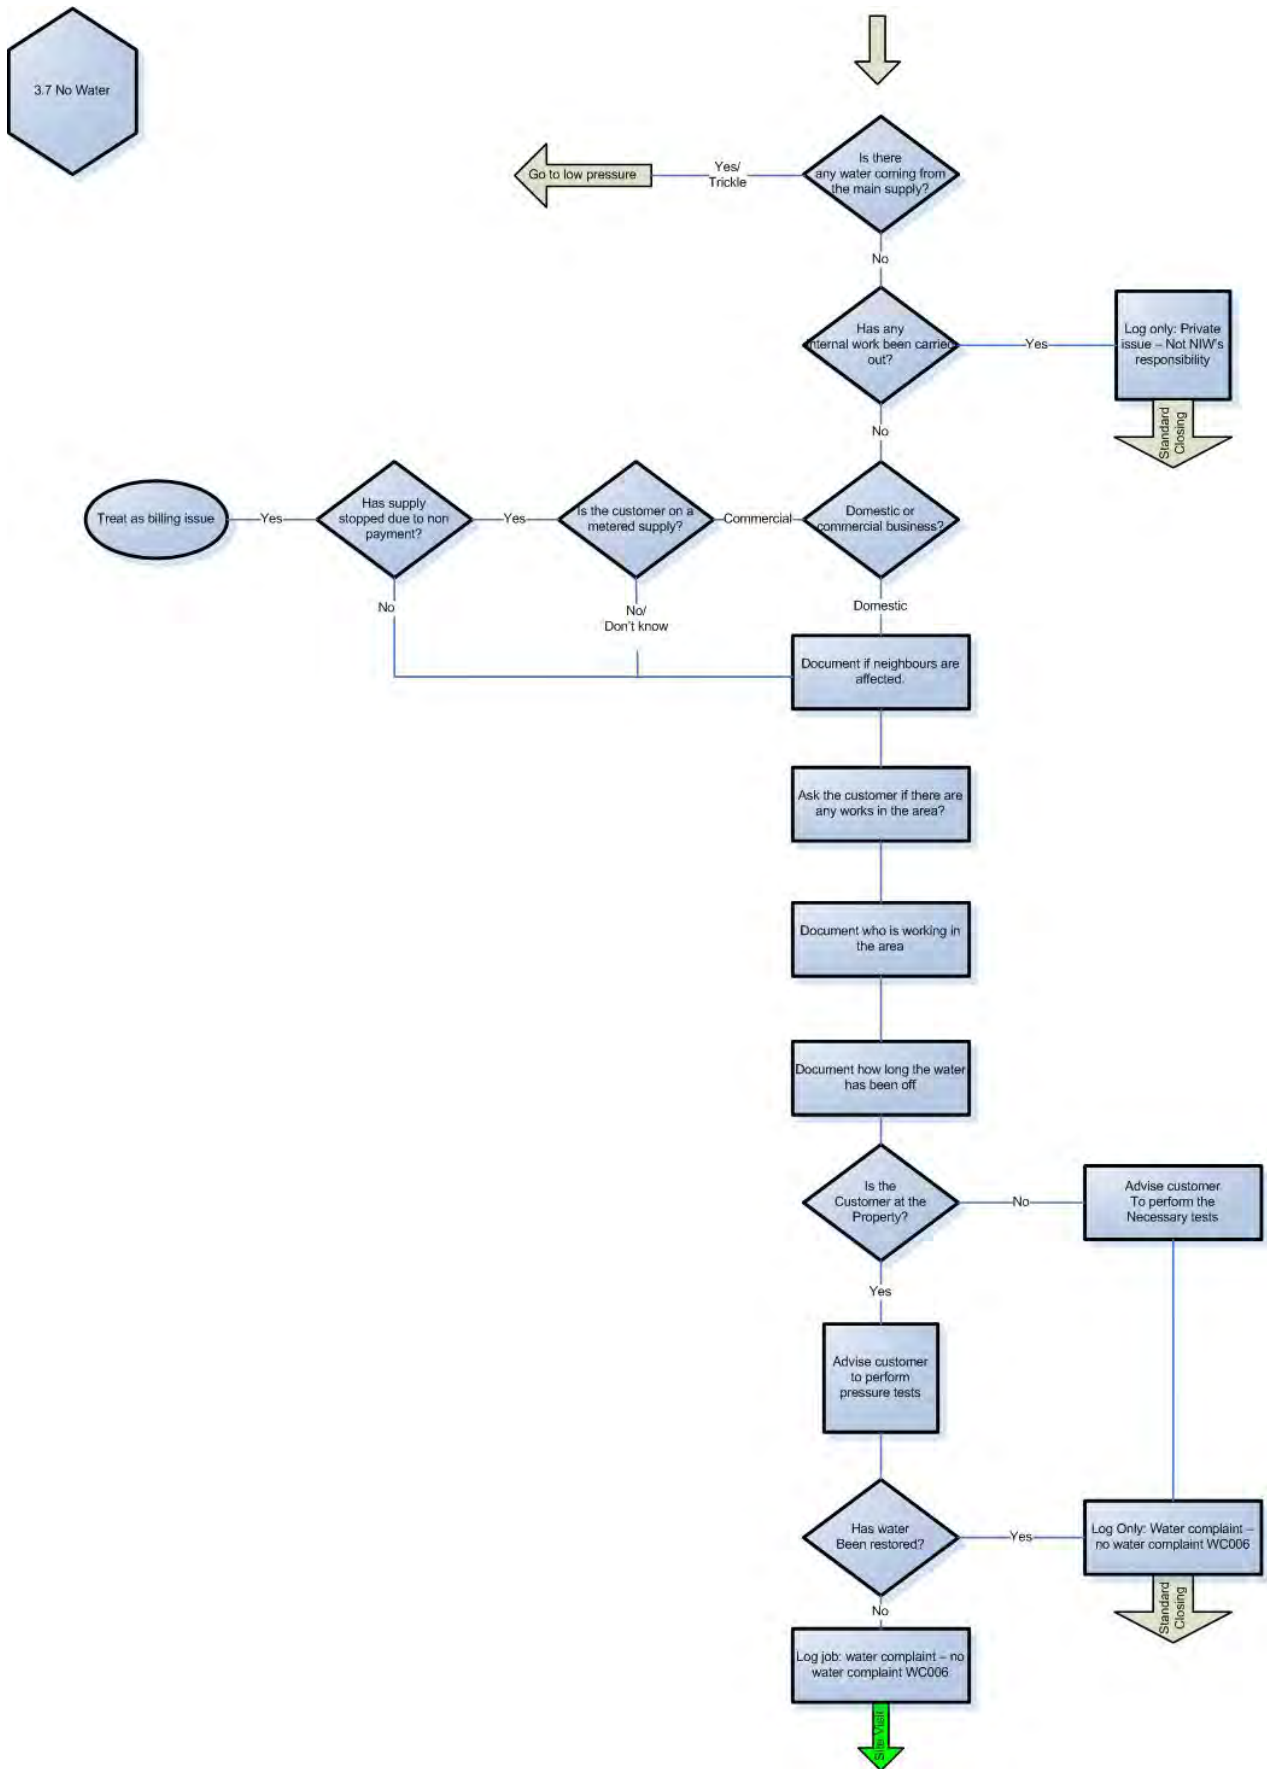 3.7 No Water
Is there
any water coming from
the main supply?
Yes/
Trickle
Go to low pressure
No
Has any
internal work been carried
out?
Yes
Log only: Private
issue – Not NIW's
responsibility
Standard
Closing
No
Domestic or
commercial business?
Commercial
Is the customer on a
metered supply?
Yes
Has supply
stopped due to non
payment?
Yes
Treat as billing issue
No
No/
Don't know
Domestic
Document if neighbours are
affected.
Ask the customer if there are
any works in the area?
Document who is working in
the area
Document how long the water
has been off
Is the
Customer at the
Property?
No
Advise customer
To perform the
Necessary tests
Yes
Advise customer
to perform
pressure tests
Has water
Been restored?
Yes
Log Only: Water complaint –
no water complaint WC006
Standard
Closing
No
Log job: water complaint – no
water complaint WC006
Site Visit